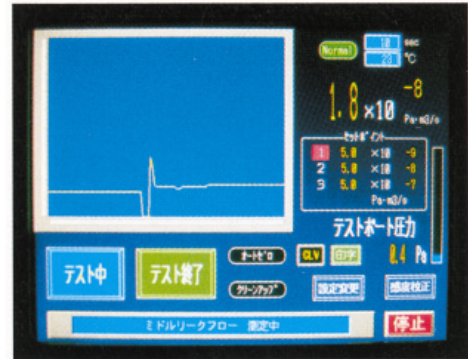 Normal 10 sec
23 ℃
1.8×10 -8 Pa·m3/s
セットポイント
1 5.0 ×10 -9
2 5.0 ×10 -8
3 5.0 ×10 -7
Pa·m3/s
テストポート圧力
0.4 Pa
テスト中 テスト終了 オートゼロ CLV 印字
クリーンアップ 設定変更 感度校正
ミドルリークフロー 測定中 停止